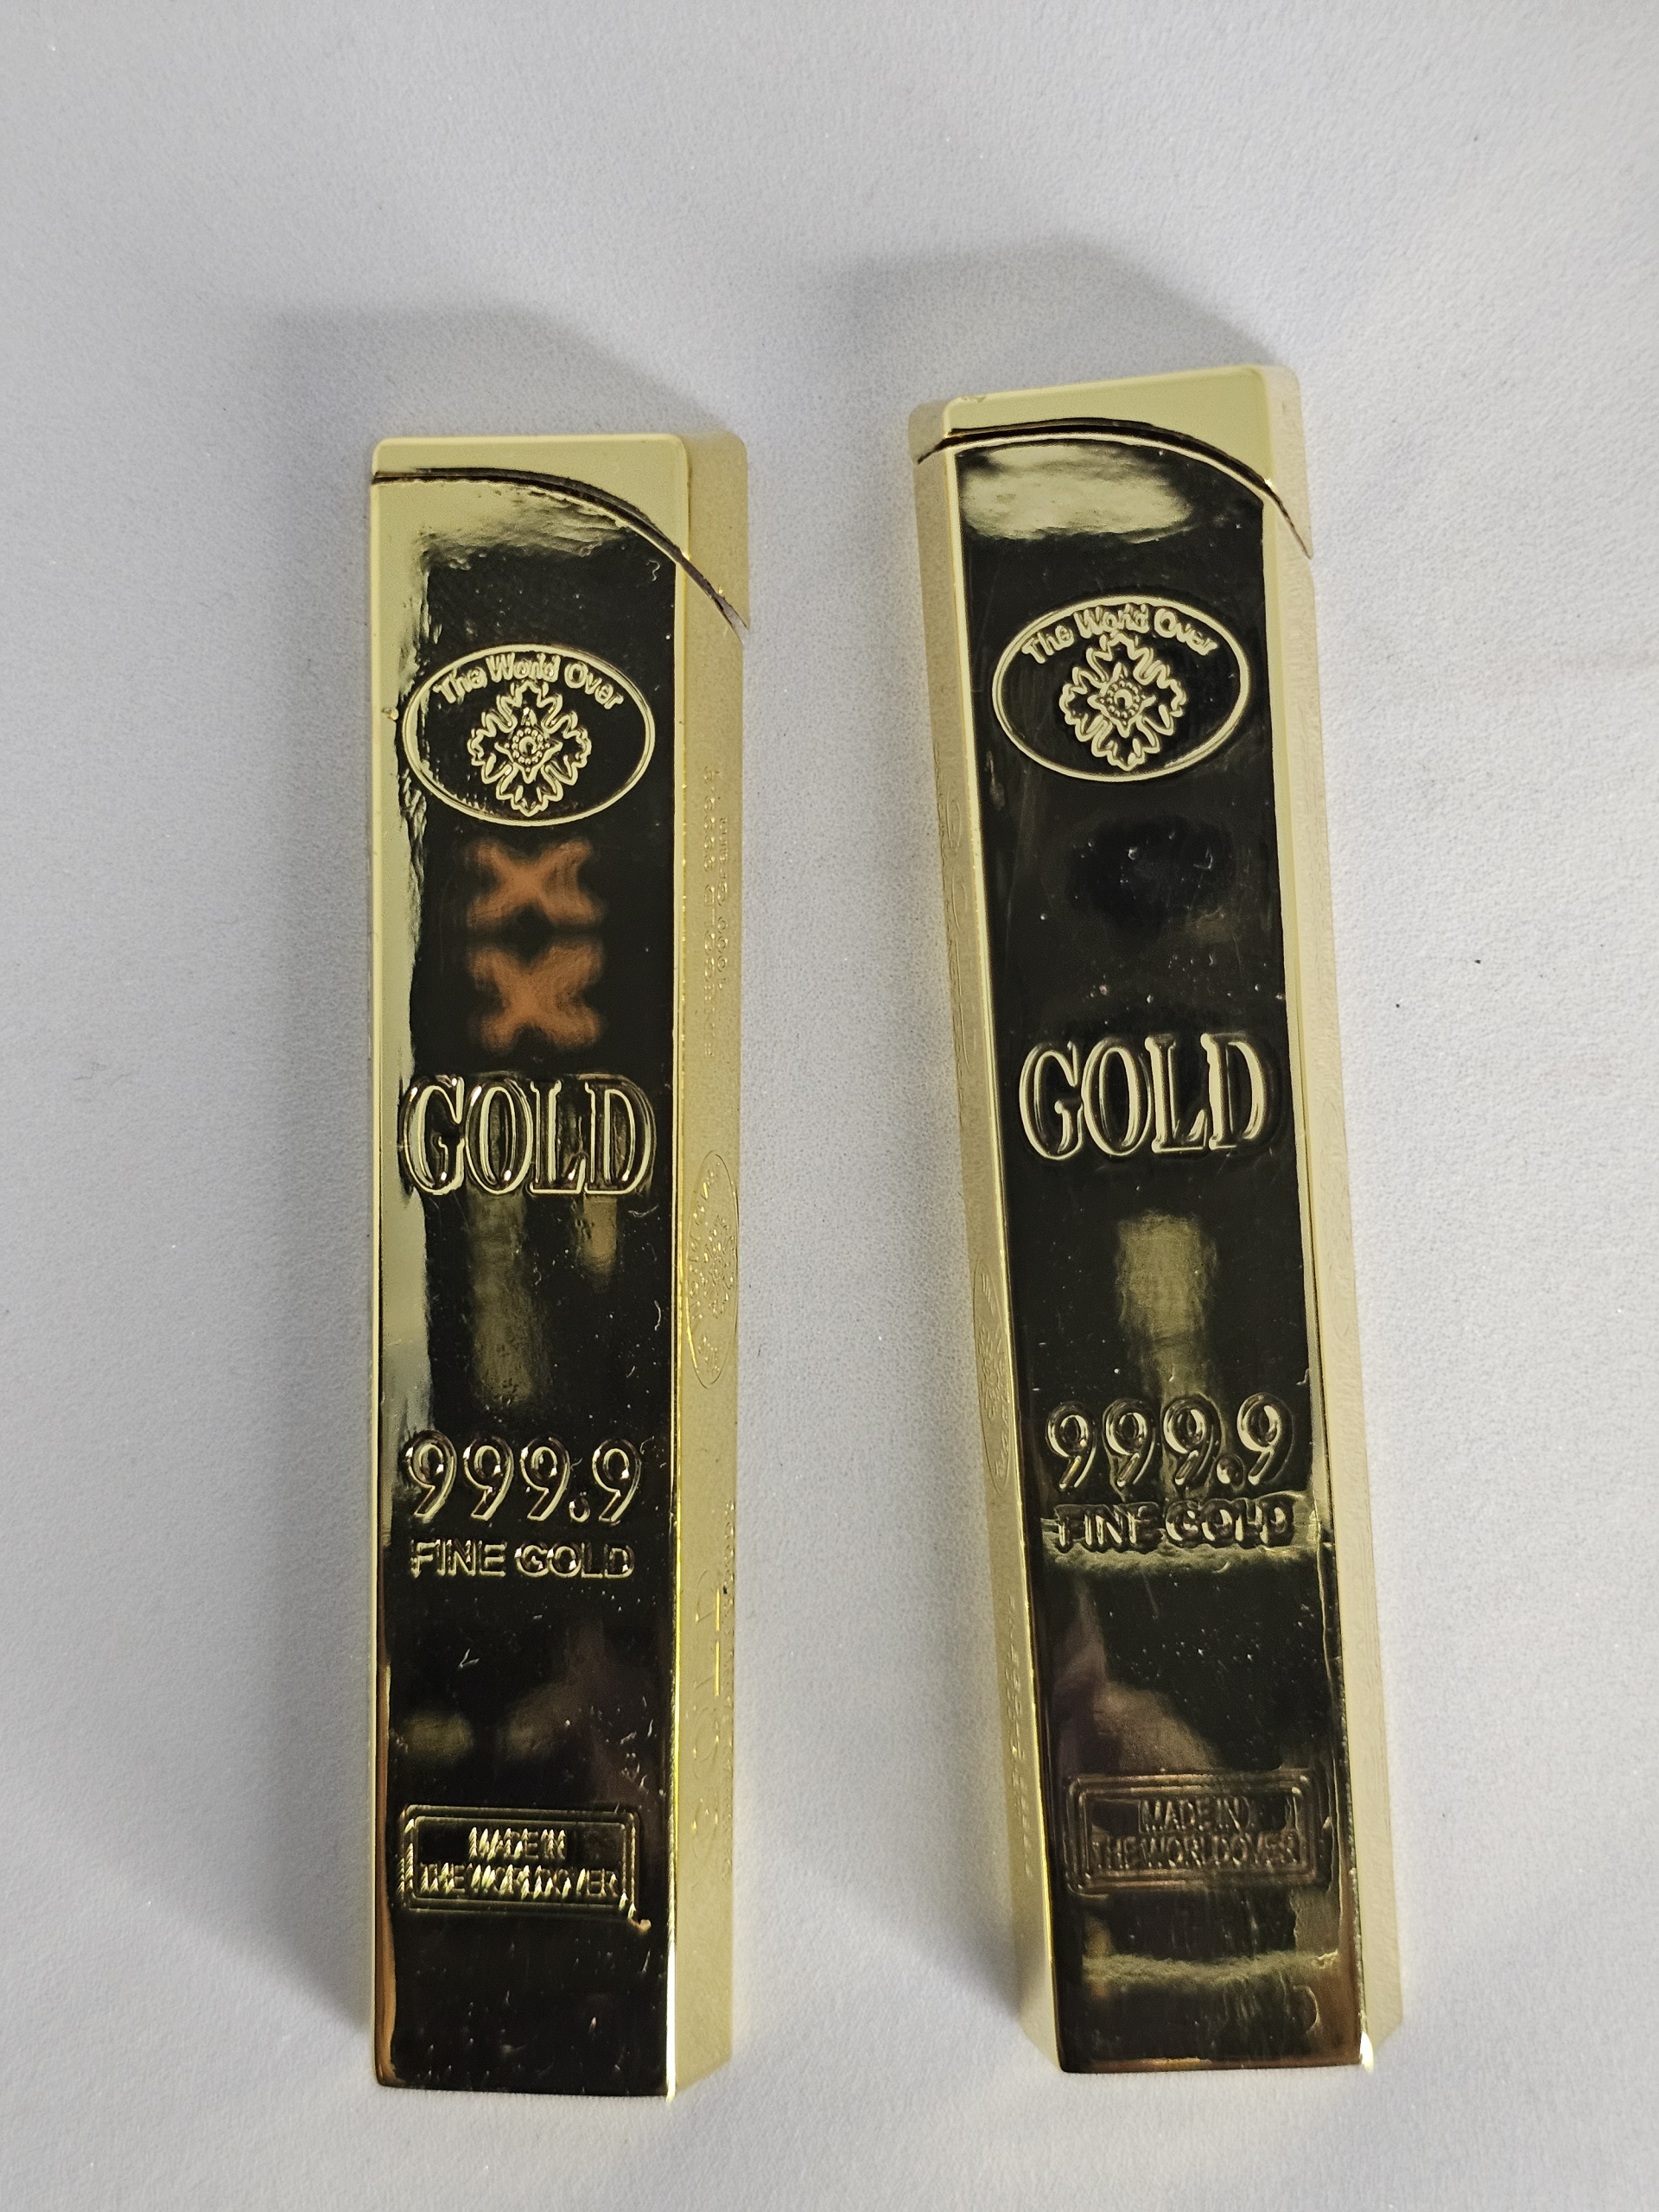 The World Over
GOLD
999.9
FINE GOLD
MADE IN
THE WORLD OVER
The World Over
GOLD
999.9
FINE GOLD
MADE IN
THE WORLD OVER